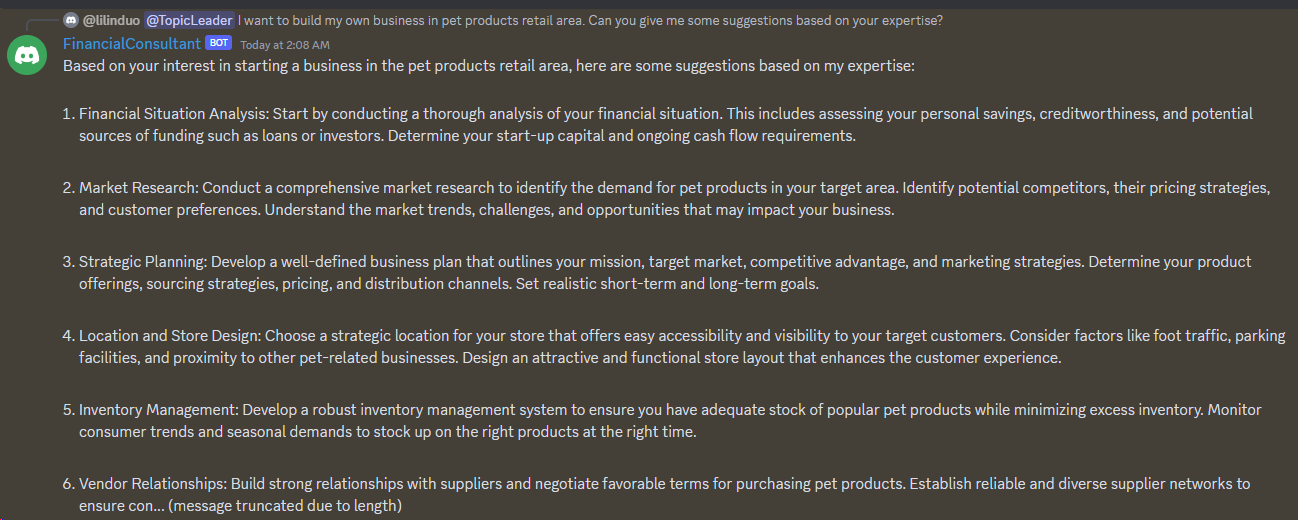 @lilinduo @TopicLeader I want to build my own business in pet products retail area. Can you give me some suggestions based on your expertise?
FinancialConsultant BOT Today at 2:08 AM
Based on your interest in starting a business in the pet products retail area, here are some suggestions based on my expertise:
1. Financial Situation Analysis: Start by conducting a thorough analysis of your financial situation. This includes assessing your personal savings, creditworthiness, and potential
sources of funding such as loans or investors. Determine your start-up capital and ongoing cash flow requirements.
2. Market Research: Conduct a comprehensive market research to identify the demand for pet products in your target area. Identify potential competitors, their pricing strategies,
and customer preferences. Understand the market trends, challenges, and opportunities that may impact your business.
3. Strategic Planning: Develop a well-defined business plan that outlines your mission, target market, competitive advantage, and marketing strategies. Determine your product
offerings, sourcing strategies, pricing, and distribution channels. Set realistic short-term and long-term goals.
4. Location and Store Design: Choose a strategic location for your store that offers easy accessibility and visibility to your target customers. Consider factors like foot traffic, parking
facilities, and proximity to other pet-related businesses. Design an attractive and functional store layout that enhances the customer experience.
5. Inventory Management: Develop a robust inventory management system to ensure you have adequate stock of popular pet products while minimizing excess inventory. Monitor
consumer trends and seasonal demands to stock up on the right products at the right time.
6. Vendor Relationships: Build strong relationships with suppliers and negotiate favorable terms for purchasing pet products. Establish reliable and diverse supplier networks to
ensure con... (message truncated due to length)